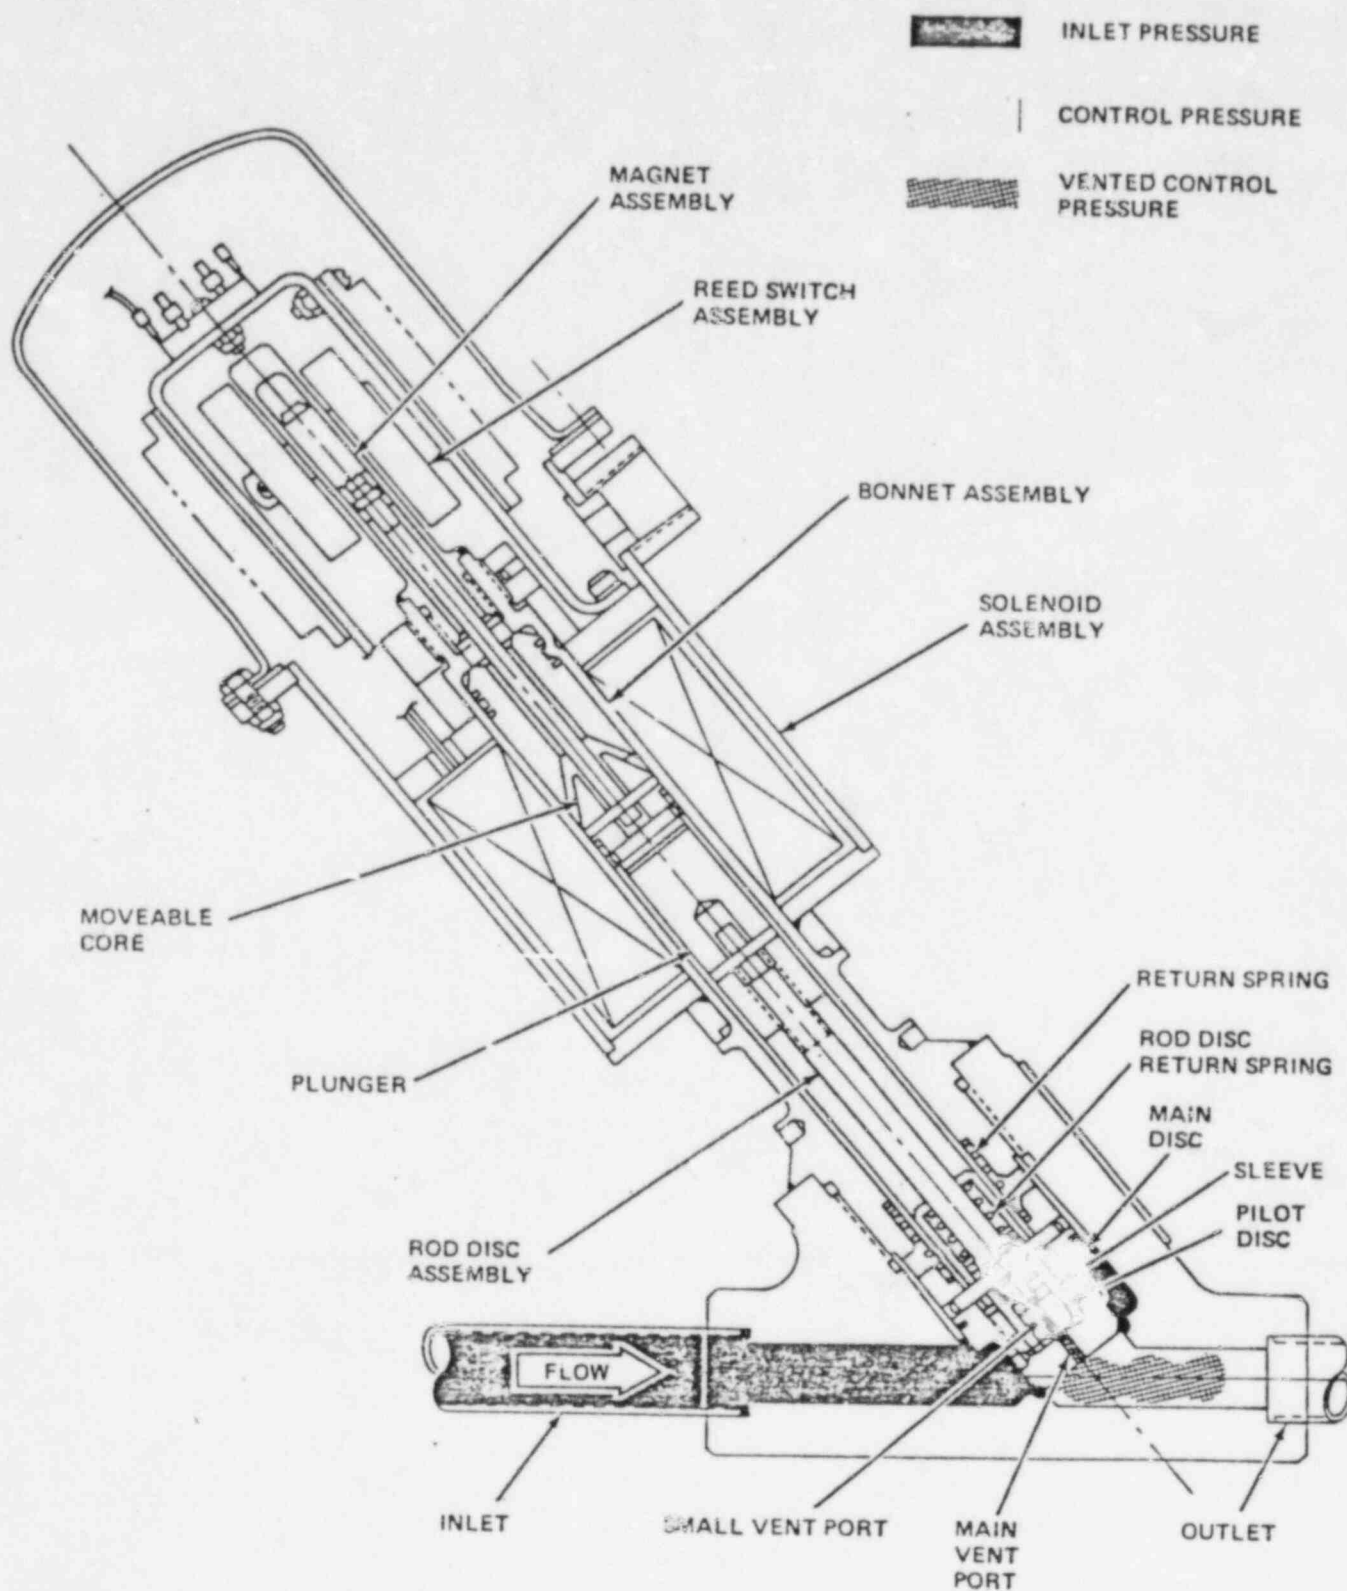 INLET PRESSURE
CONTROL PRESSURE
VENTED CONTROL
PRESSURE
MAGNET
ASSEMBLY
REED SWITCH
ASSEMBLY
BONNET ASSEMBLY
SOLENOID
ASSEMBLY
MOVEABLE
CORE
PLUNGER
RETURN SPRING
ROD DISC
RETURN SPRING
MAIN
DISC
SLEEVE
PILOT
DISC
ROD DISC
ASSEMBLY
FLOW
INLET
SMALL VENT PORT
MAIN
VENT
PORT
OUTLET